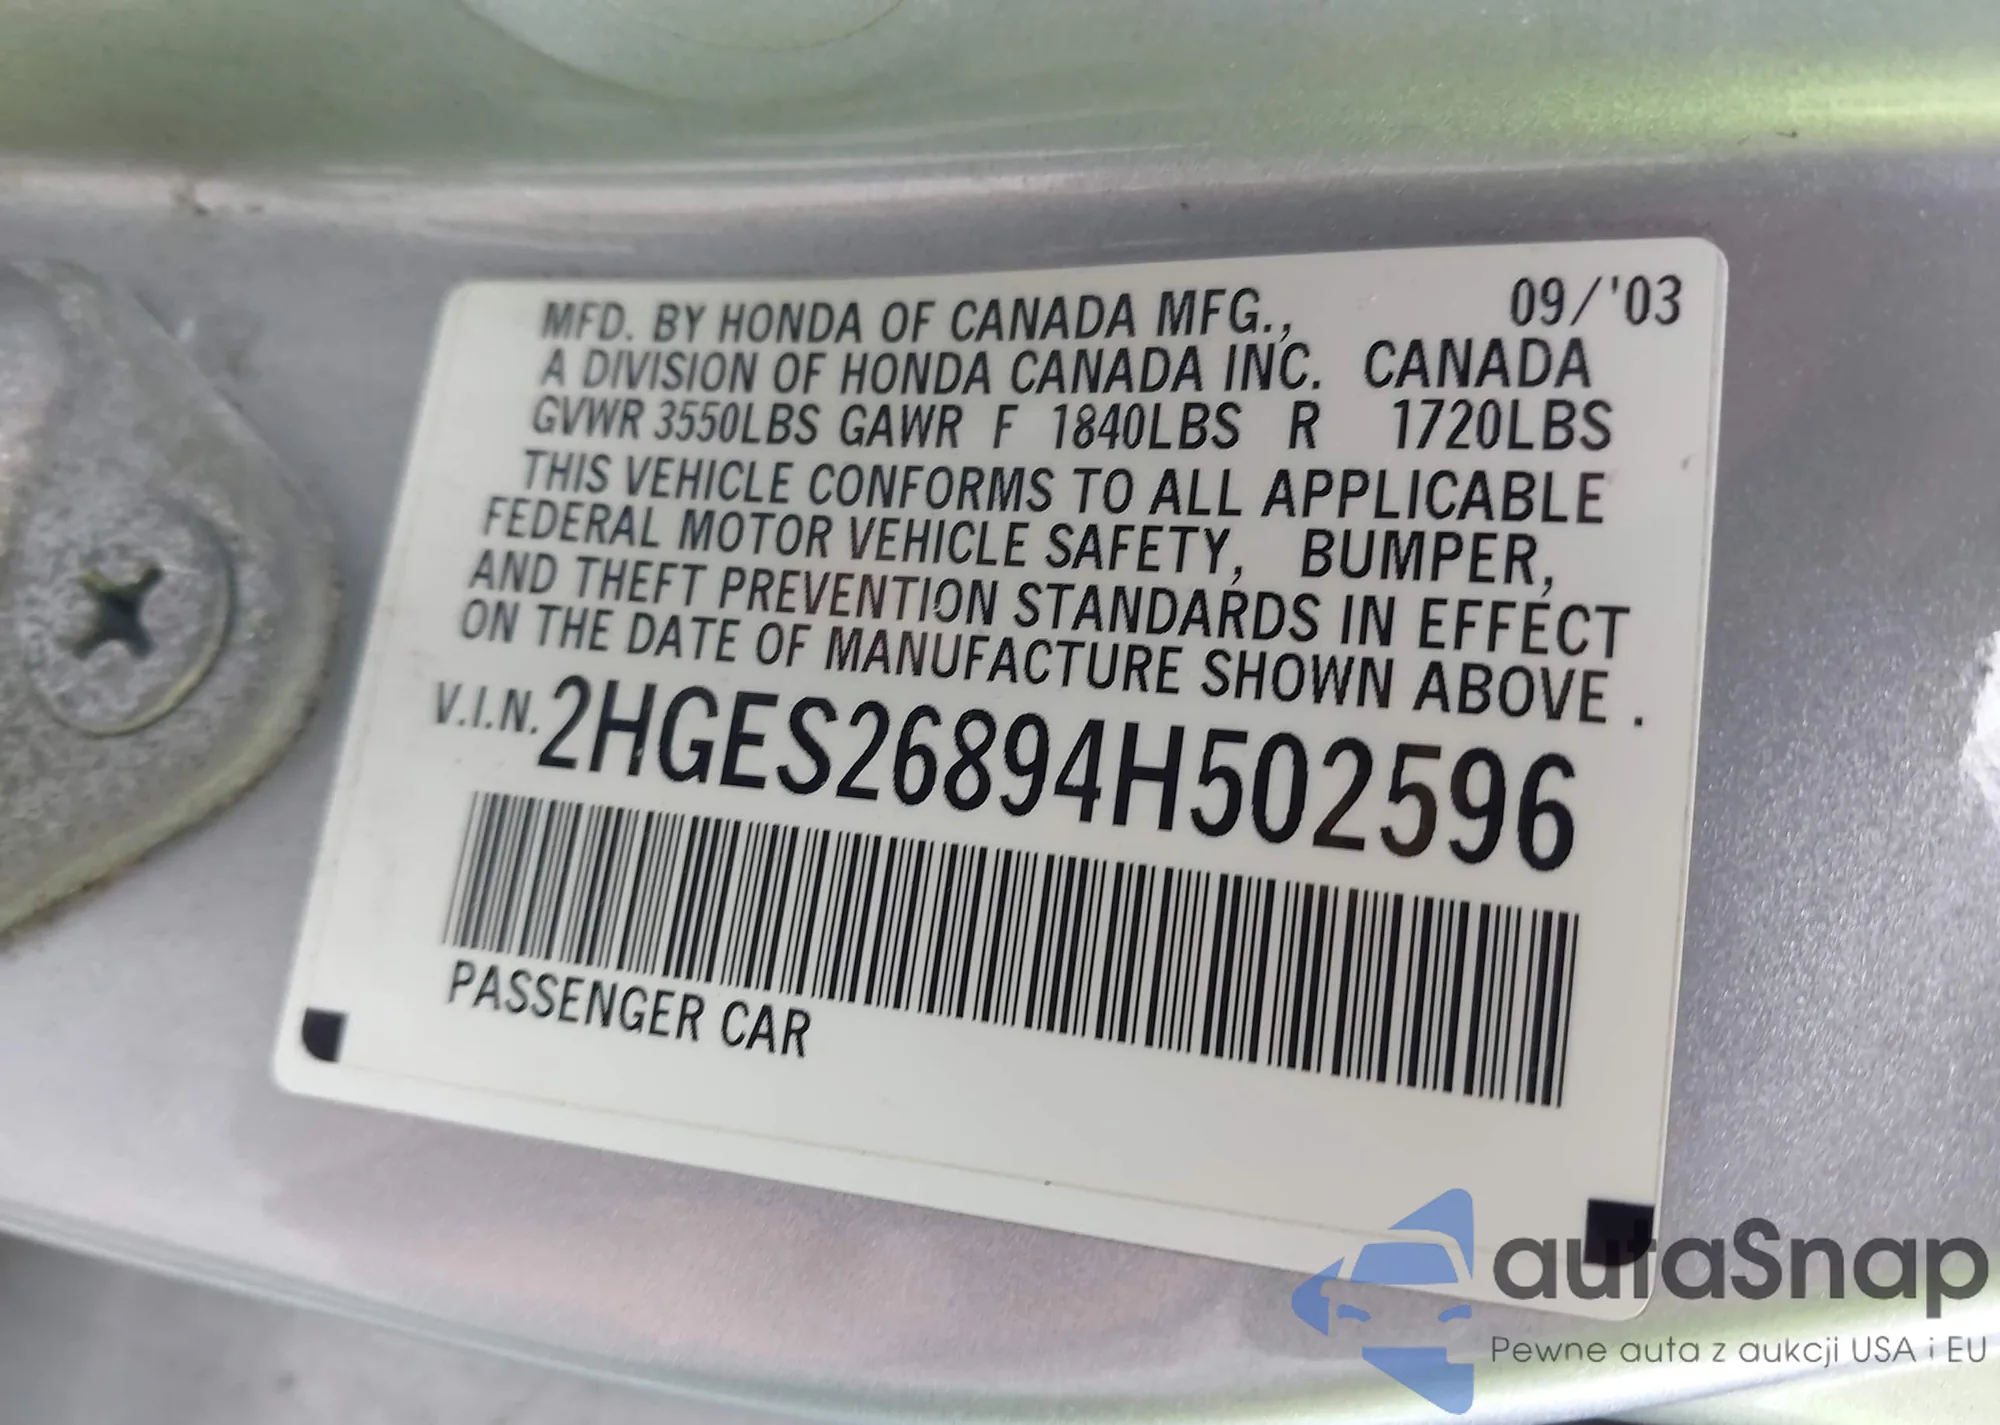 MFD. BY HONDA OF CANADA MFG., 09/'03
A DIVISION OF HONDA CANADA INC. CANADA
GVWR 3550LBS GAWR F 1840LBS R 1720LBS
THIS VEHICLE CONFORMS TO ALL APPLICABLE
FEDERAL MOTOR VEHICLE SAFETY, BUMPER,
AND THEFT PREVENTION STANDARDS IN EFFECT
ON THE DATE OF MANUFACTURE SHOWN ABOVE .
V.I.N. 2HGES26894H502596
PASSENGER CAR
autaSnap
Pewne auta z aukcji USA i EU